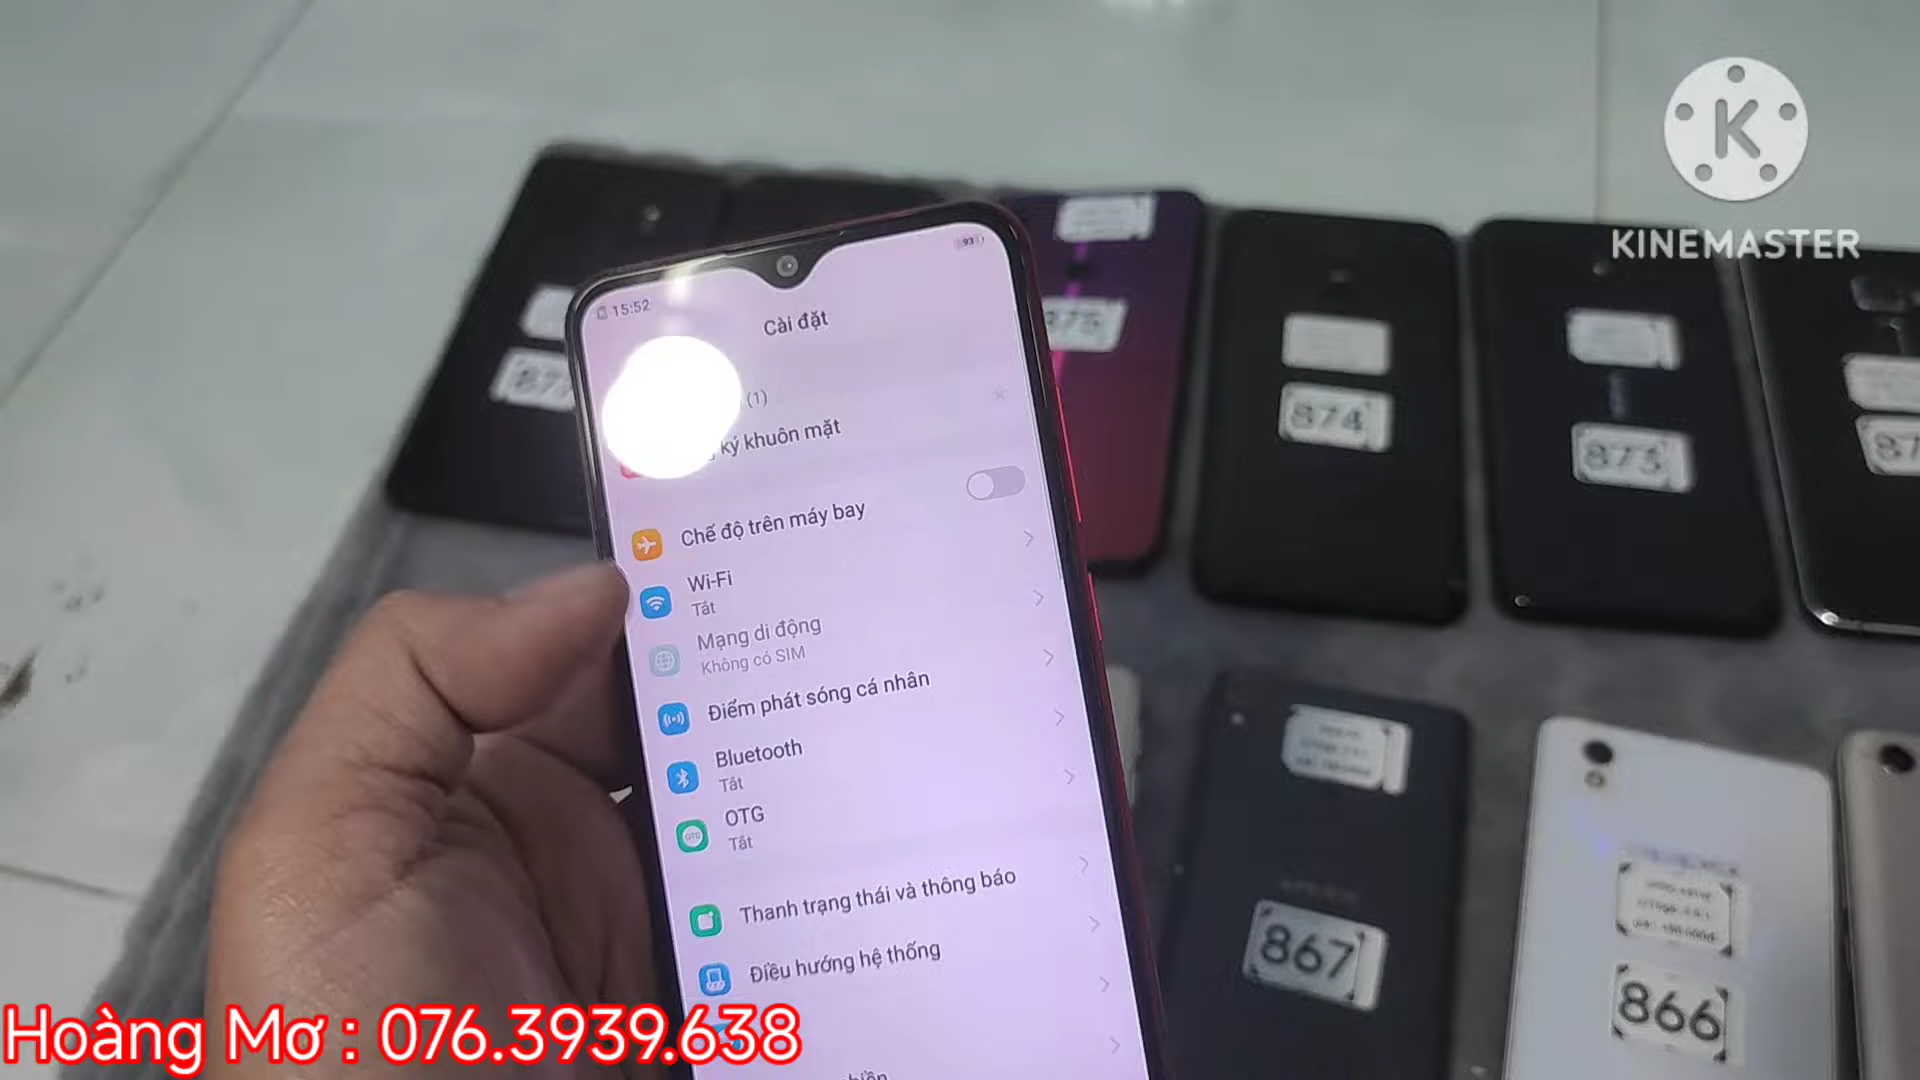 K
KINEMASTER
93
15:52
Cài đặt
(1)
ký khuôn mặt
Chế độ trên máy bay
Wi-Fi
Tắt
Mạng di động
Không có SIM
Điểm phát sóng cá nhân
Bluetooth
Tắt
OTG
Tắt
Thanh trạng thái và thông báo
Điều hướng hệ thống
875
874
873
867
866
Hoàng Mơ : 076.3939.638